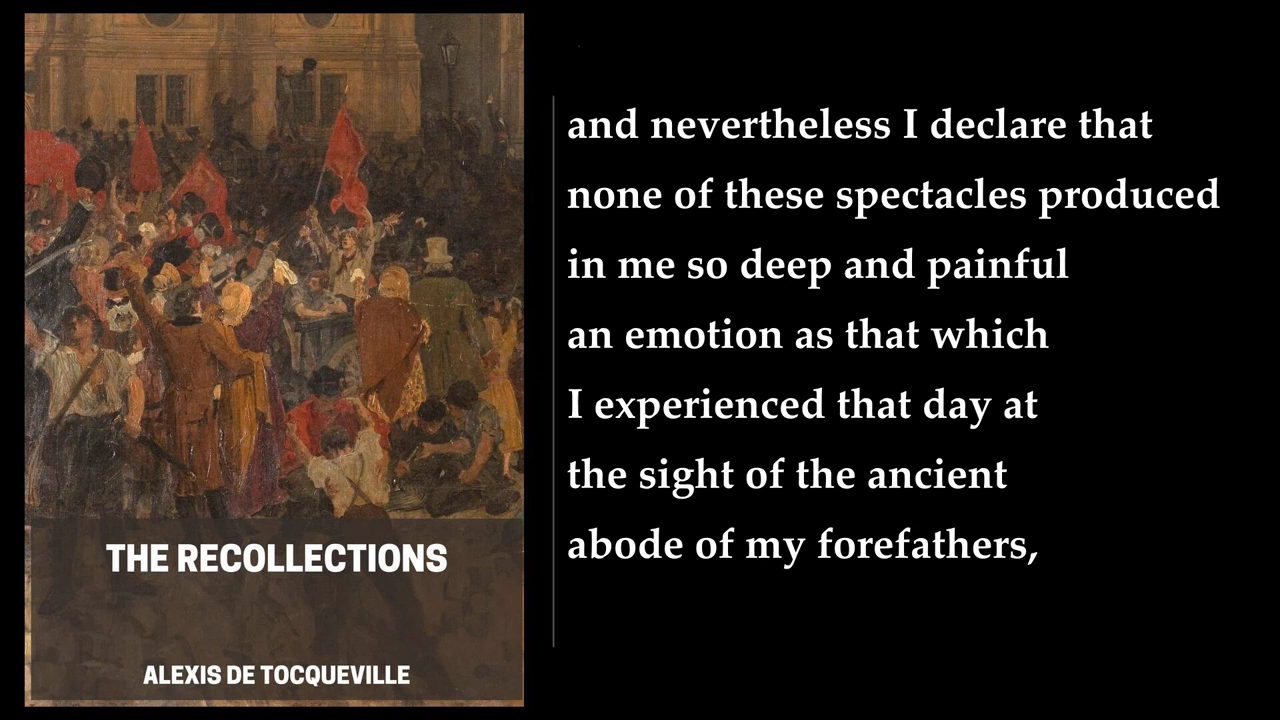 THE RECOLLECTIONS
ALEXIS DE TOCQUEVILLE
and nevertheless I declare that
none of these spectacles produced
in me so deep and painful
an emotion as that which
I experienced that day at
the sight of the ancient
abode of my forefathers,